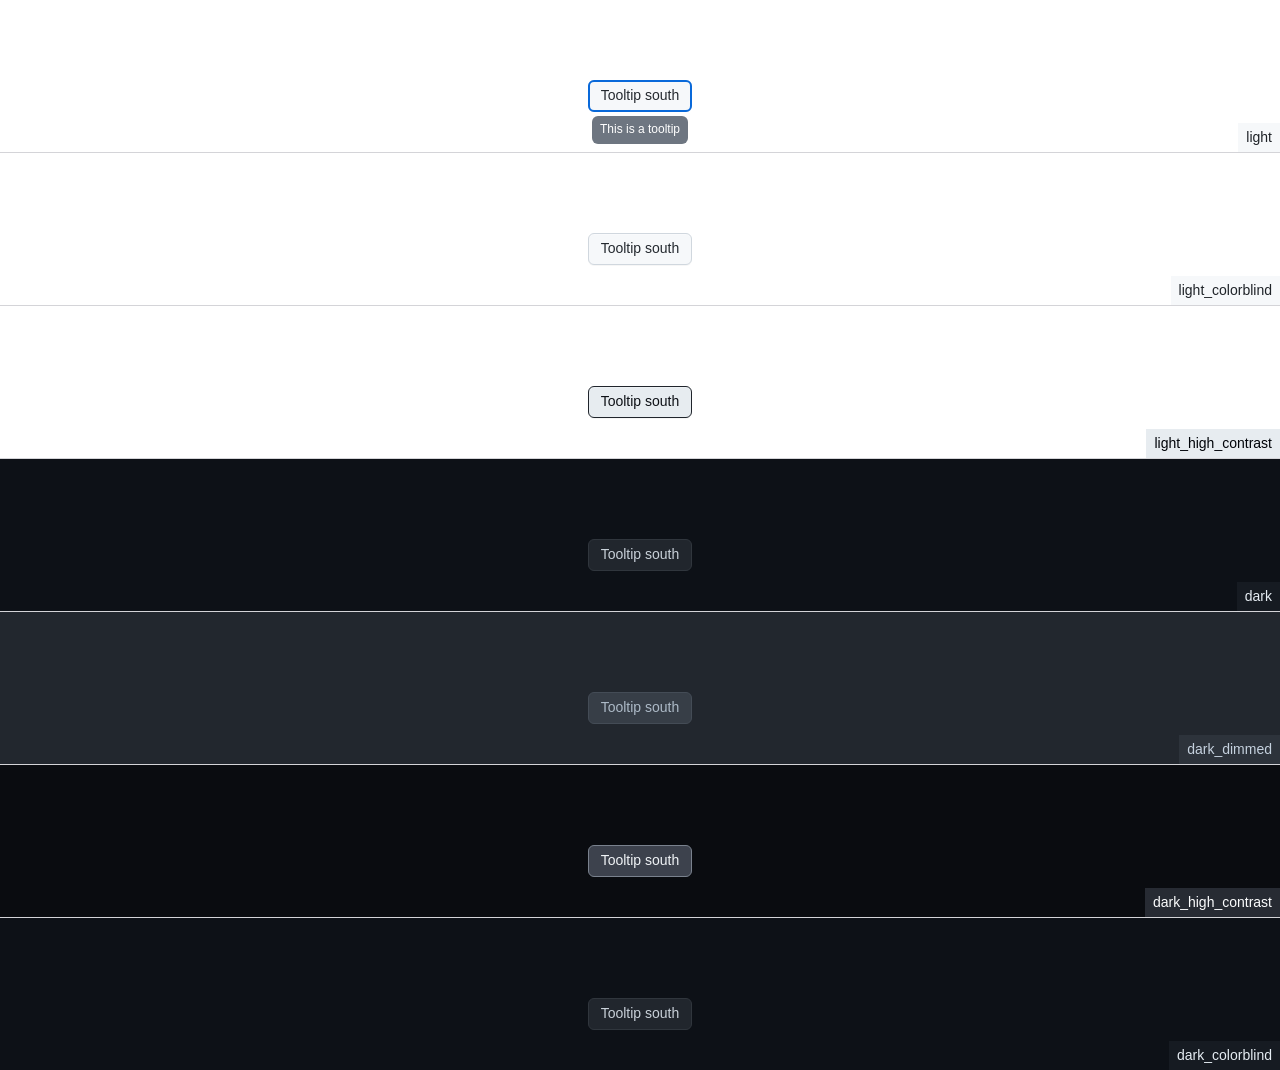 Tooltip south
This is a tooltip
light
Tooltip south
light_colorblind
Tooltip south
light_high_contrast
Tooltip south
dark
Tooltip south
dark_dimmed
Tooltip south
dark_high_contrast
Tooltip south
dark_colorblind